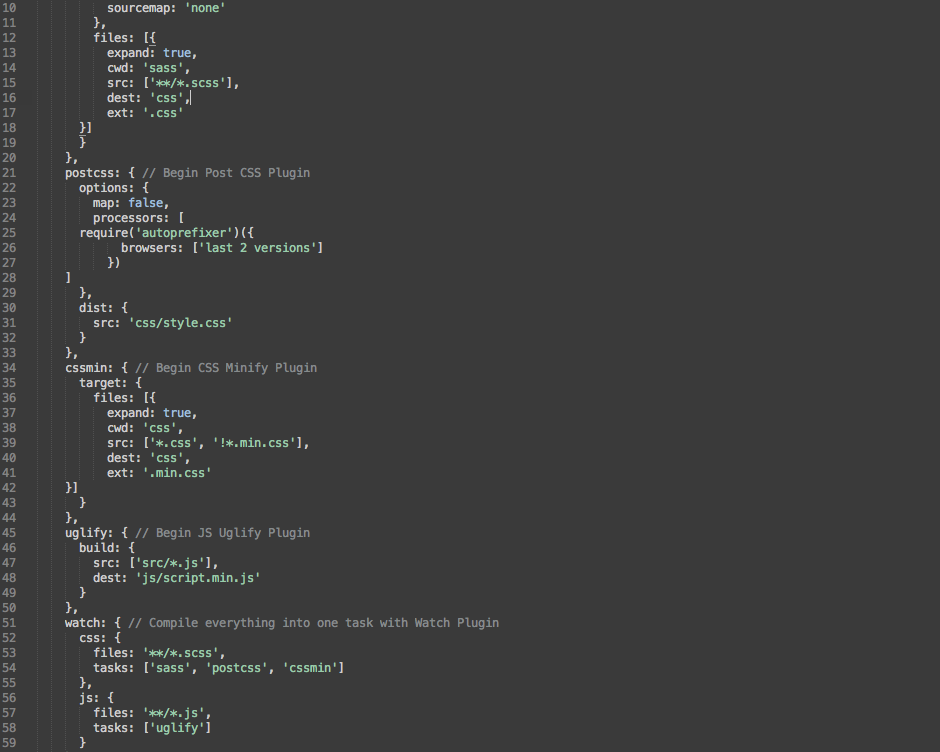 10 sourcemap: 'none'
11 },
12 files: [{
13 expand: true,
14 cwd: 'sass',
15 src: ['**/*.scss'],
16 dest: 'css',
17 ext: '.css'
18 }]
19 }
20 },
21 postcss: { // Begin Post CSS Plugin
22 options: {
23 map: false,
24 processors: [
25 require('autoprefixer')({
26 browsers: ['last 2 versions']
27 })
28 ]
29 },
30 dist: {
31 src: 'css/style.css'
32 }
33 },
34 cssmin: { // Begin CSS Minify Plugin
35 target: {
36 files: [{
37 expand: true,
38 cwd: 'css',
39 src: ['*.css', '!*.min.css'],
40 dest: 'css',
41 ext: '.min.css'
42 }]
43 }
44 },
45 uglify: { // Begin JS Uglify Plugin
46 build: {
47 src: ['src/*.js'],
48 dest: 'js/script.min.js'
49 }
50 },
51 watch: { // Compile everything into one task with Watch Plugin
52 css: {
53 files: '**/*.scss',
54 tasks: ['sass', 'postcss', 'cssmin']
55 },
56 js: {
57 files: '**/*.js',
58 tasks: ['uglify']
59 }